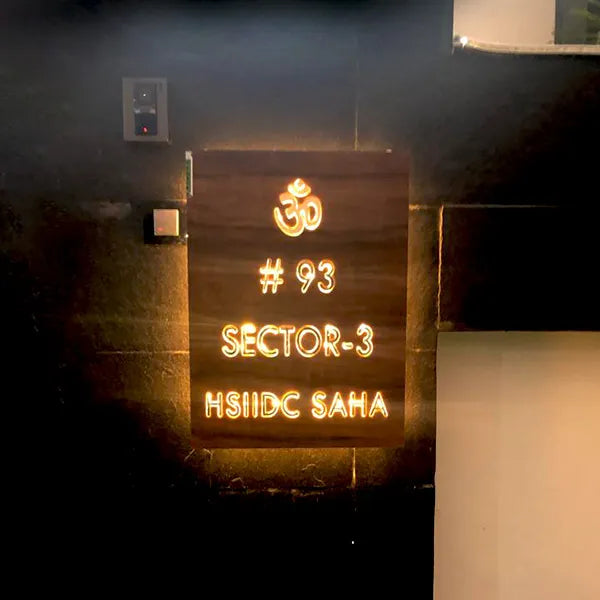 ॐ
# 93
SECTOR-3
HSIIDC SAHA